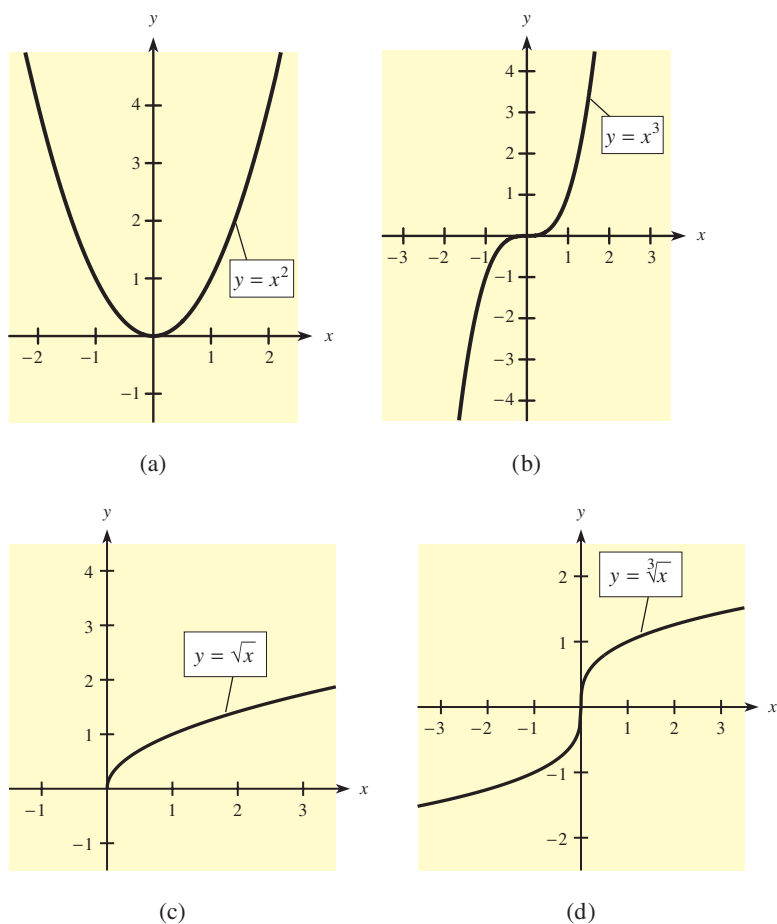 y
4
3
2
1
y = x²
−2 −1 1 2 x
−1
(a)
y
4
3
2
1
y = x³
−3 −2 −1 1 2 3 x
−1
−2
−3
−4
(b)
y
4
3
2
1
y = √x
−1 1 2 3 x
−1
(c)
y
2
1
y = ∛x
−3 −2 −1 1 2 3 x
−1
−2
(d)